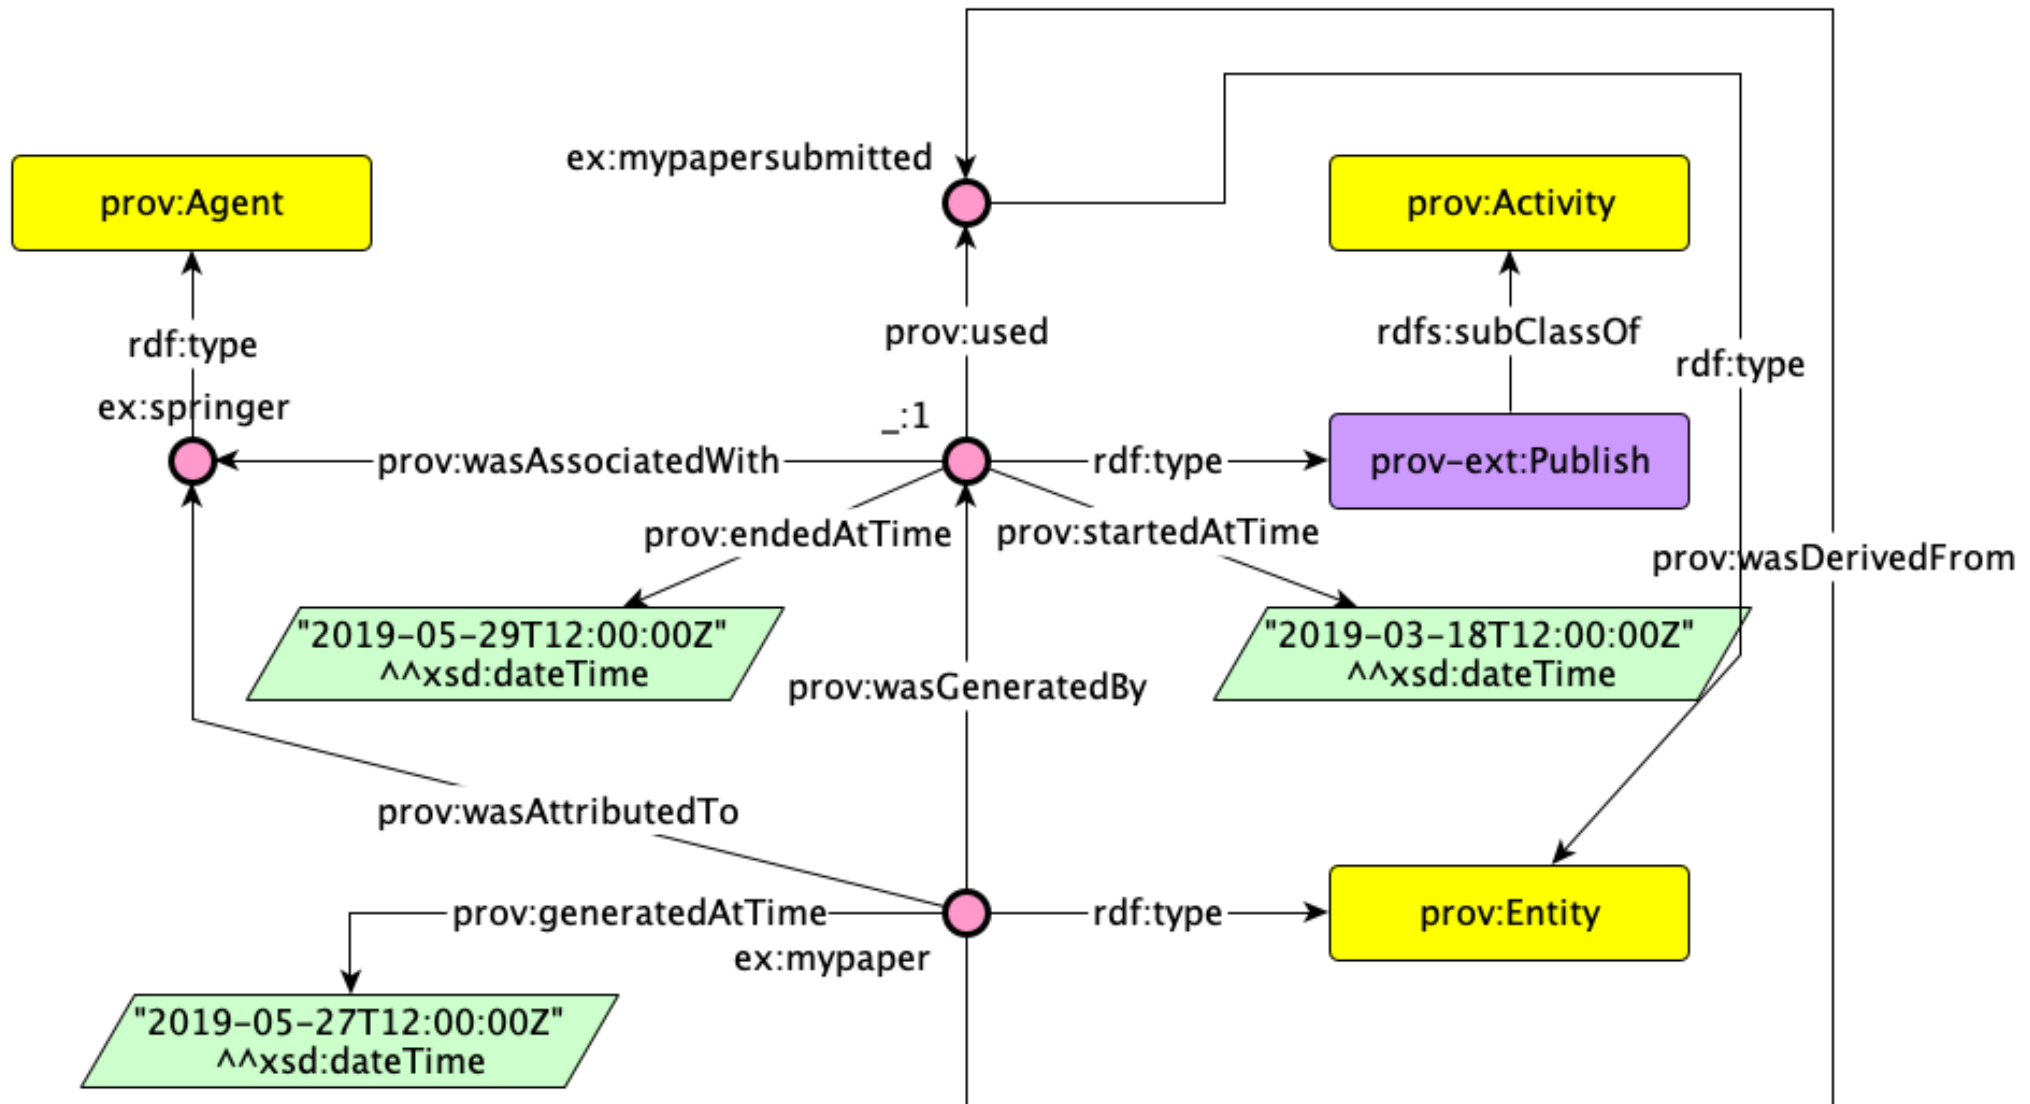 ex:mypapersubmitted
prov:Agent
prov:Activity
prov:used
rdfs:subClassOf
rdf:type
rdf:type
ex:springer
_:1
prov:wasAssociatedWith
rdf:type
prov-ext:Publish
prov:endedAtTime
prov:startedAtTime
prov:wasDerivedFrom
"2019-05-29T12:00:00Z"
^^xsd:dateTime
"2019-03-18T12:00:00Z"
^^xsd:dateTime
prov:wasGeneratedBy
prov:wasAttributedTo
prov:generatedAtTime
rdf:type
prov:Entity
ex:mypaper
"2019-05-27T12:00:00Z"
^^xsd:dateTime